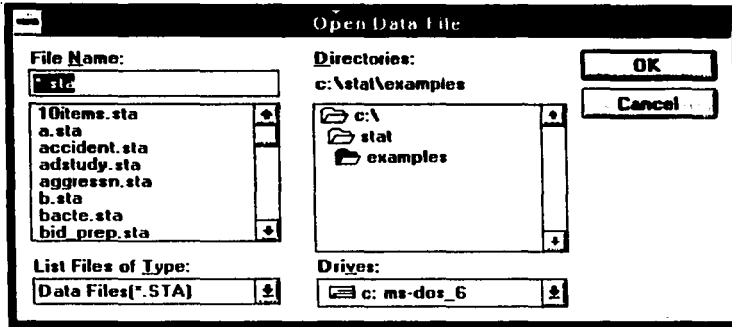 Open Data File
File Name:
*.sta
10items.sta
a.sta
accident.sta
adstudy.sta
aggressn.sta
b.sta
bacte.sta
bid_prep.sta
List Files of Type:
Data Files(*.STA)
Directories:
c:\stat\examples
c:\
stat
examples
Drives:
c: ms-dos_6
OK
Cancel